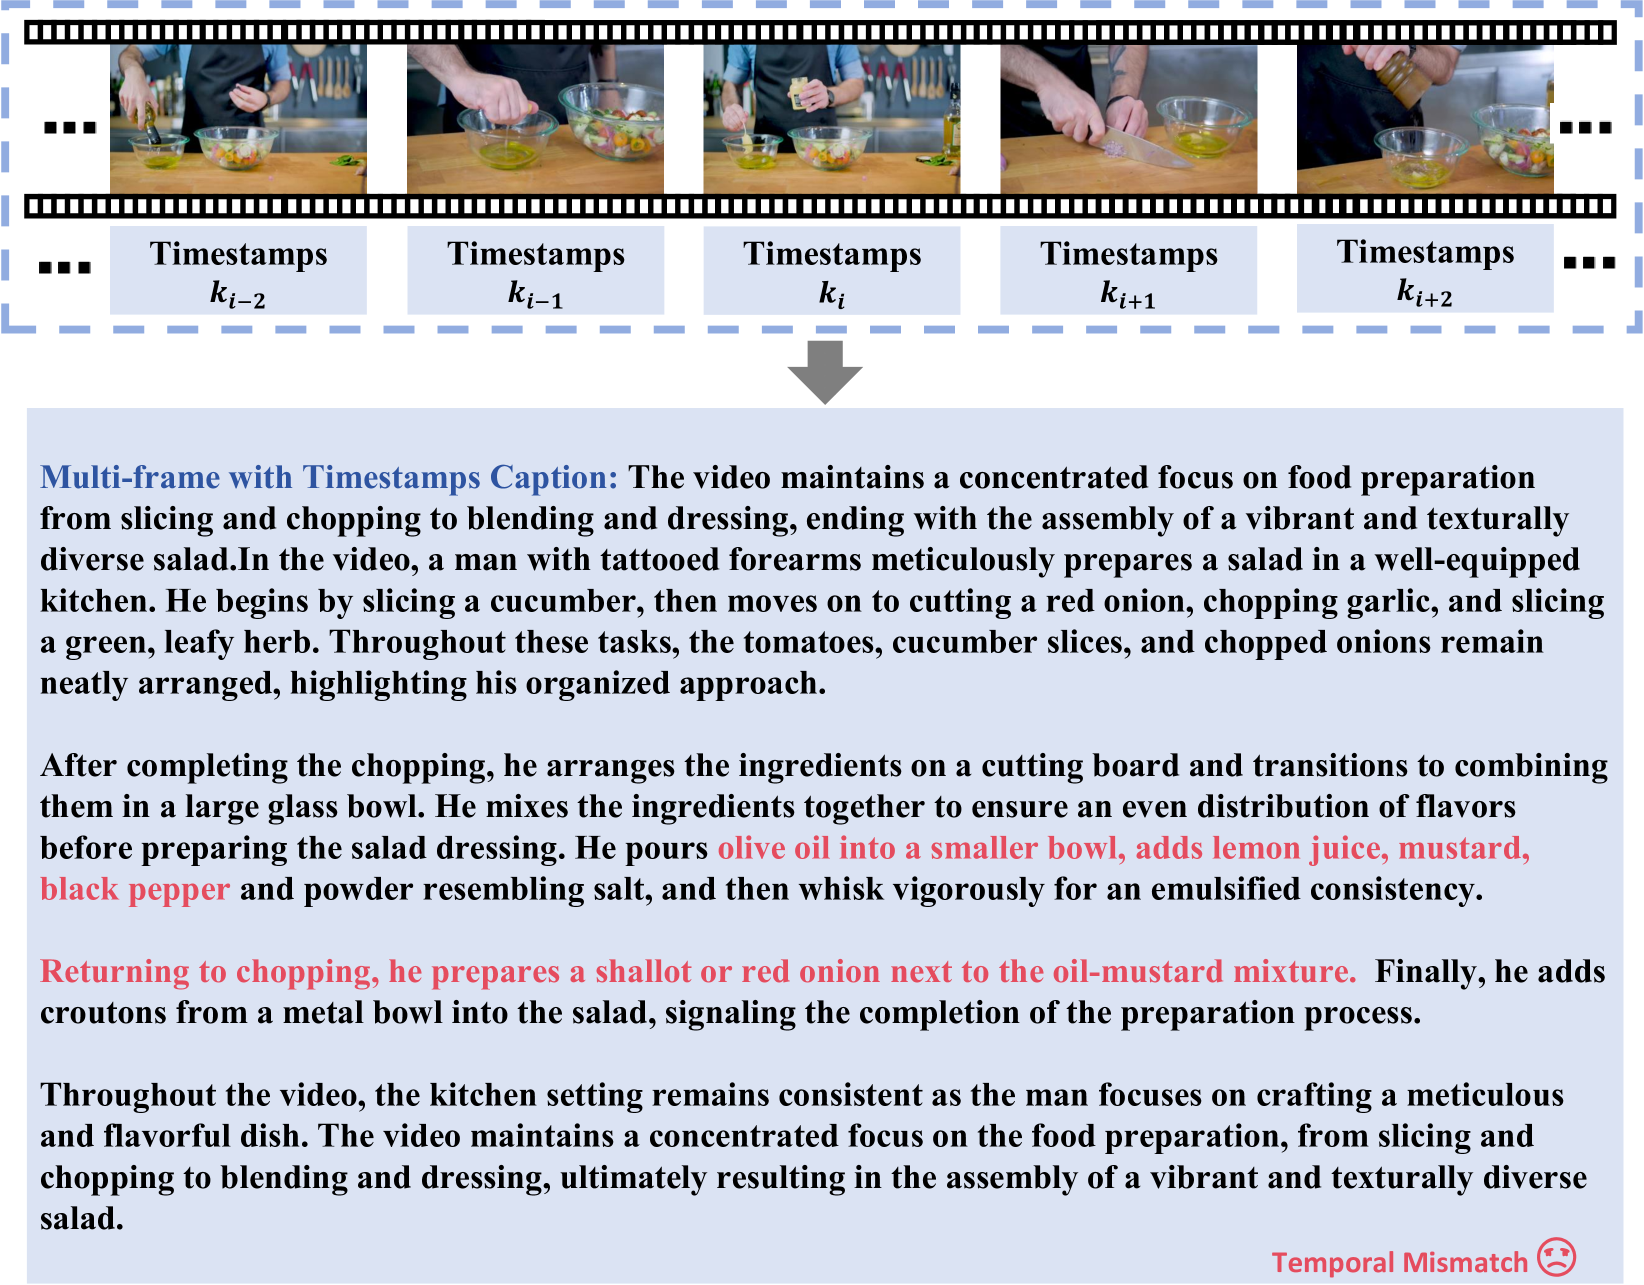 Timestamps Timestamps Timestamps Timestamps Timestamps
k_{i−2} k_{i−1} k_i k_{i+1} k_{i+2}
Multi-frame with Timestamps Caption: The video maintains a concentrated focus on food preparation
from slicing and chopping to blending and dressing, ending with the assembly of a vibrant and texturally
diverse salad.In the video, a man with tattooed forearms meticulously prepares a salad in a well-equipped
kitchen. He begins by slicing a cucumber, then moves on to cutting a red onion, chopping garlic, and slicing
a green, leafy herb. Throughout these tasks, the tomatoes, cucumber slices, and chopped onions remain
neatly arranged, highlighting his organized approach.
After completing the chopping, he arranges the ingredients on a cutting board and transitions to combining
them in a large glass bowl. He mixes the ingredients together to ensure an even distribution of flavors
before preparing the salad dressing. He pours olive oil into a smaller bowl, adds lemon juice, mustard,
black pepper and powder resembling salt, and then whisk vigorously for an emulsified consistency.
Returning to chopping, he prepares a shallot or red onion next to the oil-mustard mixture. Finally, he adds
croutons from a metal bowl into the salad, signaling the completion of the preparation process.
Throughout the video, the kitchen setting remains consistent as the man focuses on crafting a meticulous
and flavorful dish. The video maintains a concentrated focus on the food preparation, from slicing and
chopping to blending and dressing, ultimately resulting in the assembly of a vibrant and texturally diverse
salad.
Temporal Mismatch